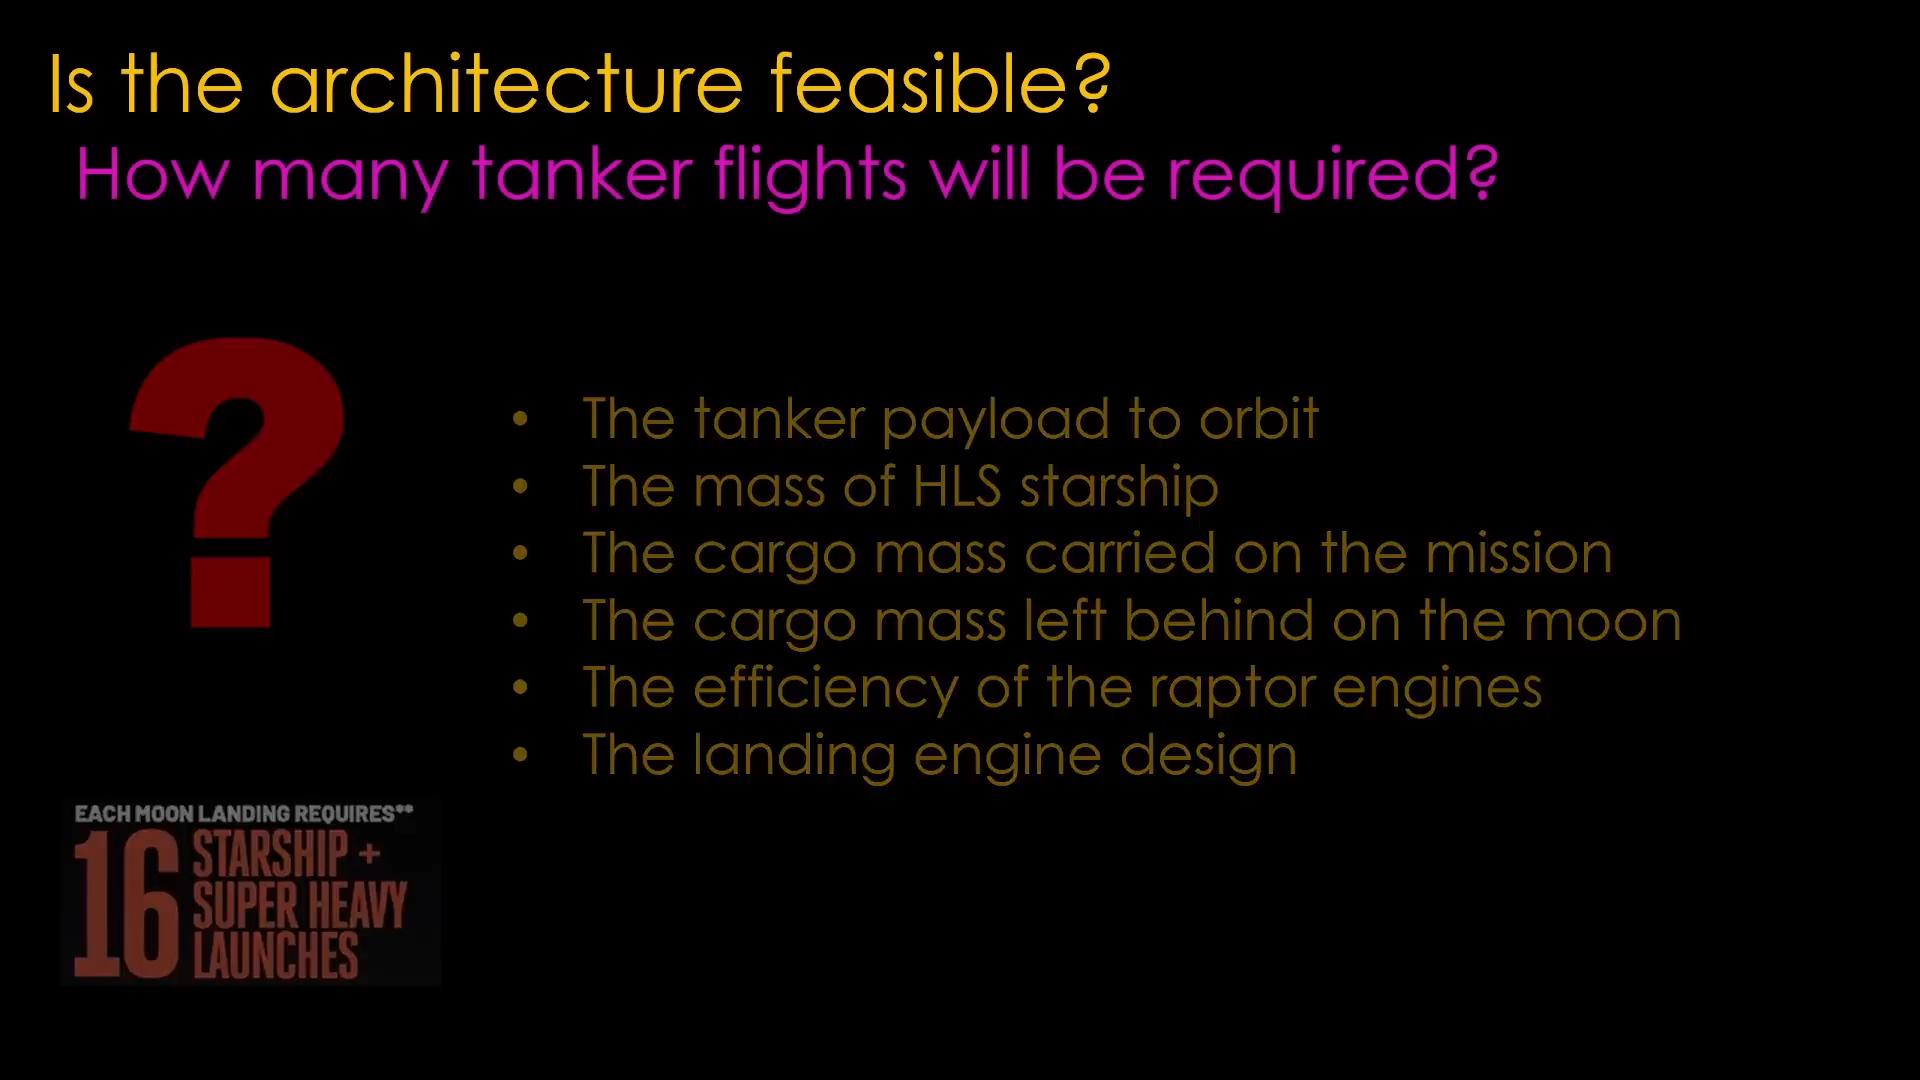 Is the architecture feasible?
How many tanker flights will be required?
?
• The tanker payload to orbit
• The mass of HLS starship
• The cargo mass carried on the mission
• The cargo mass left behind on the moon
• The efficiency of the raptor engines
• The landing engine design
EACH MOON LANDING REQUIRES**
16 STARSHIP +
SUPER HEAVY
LAUNCHES